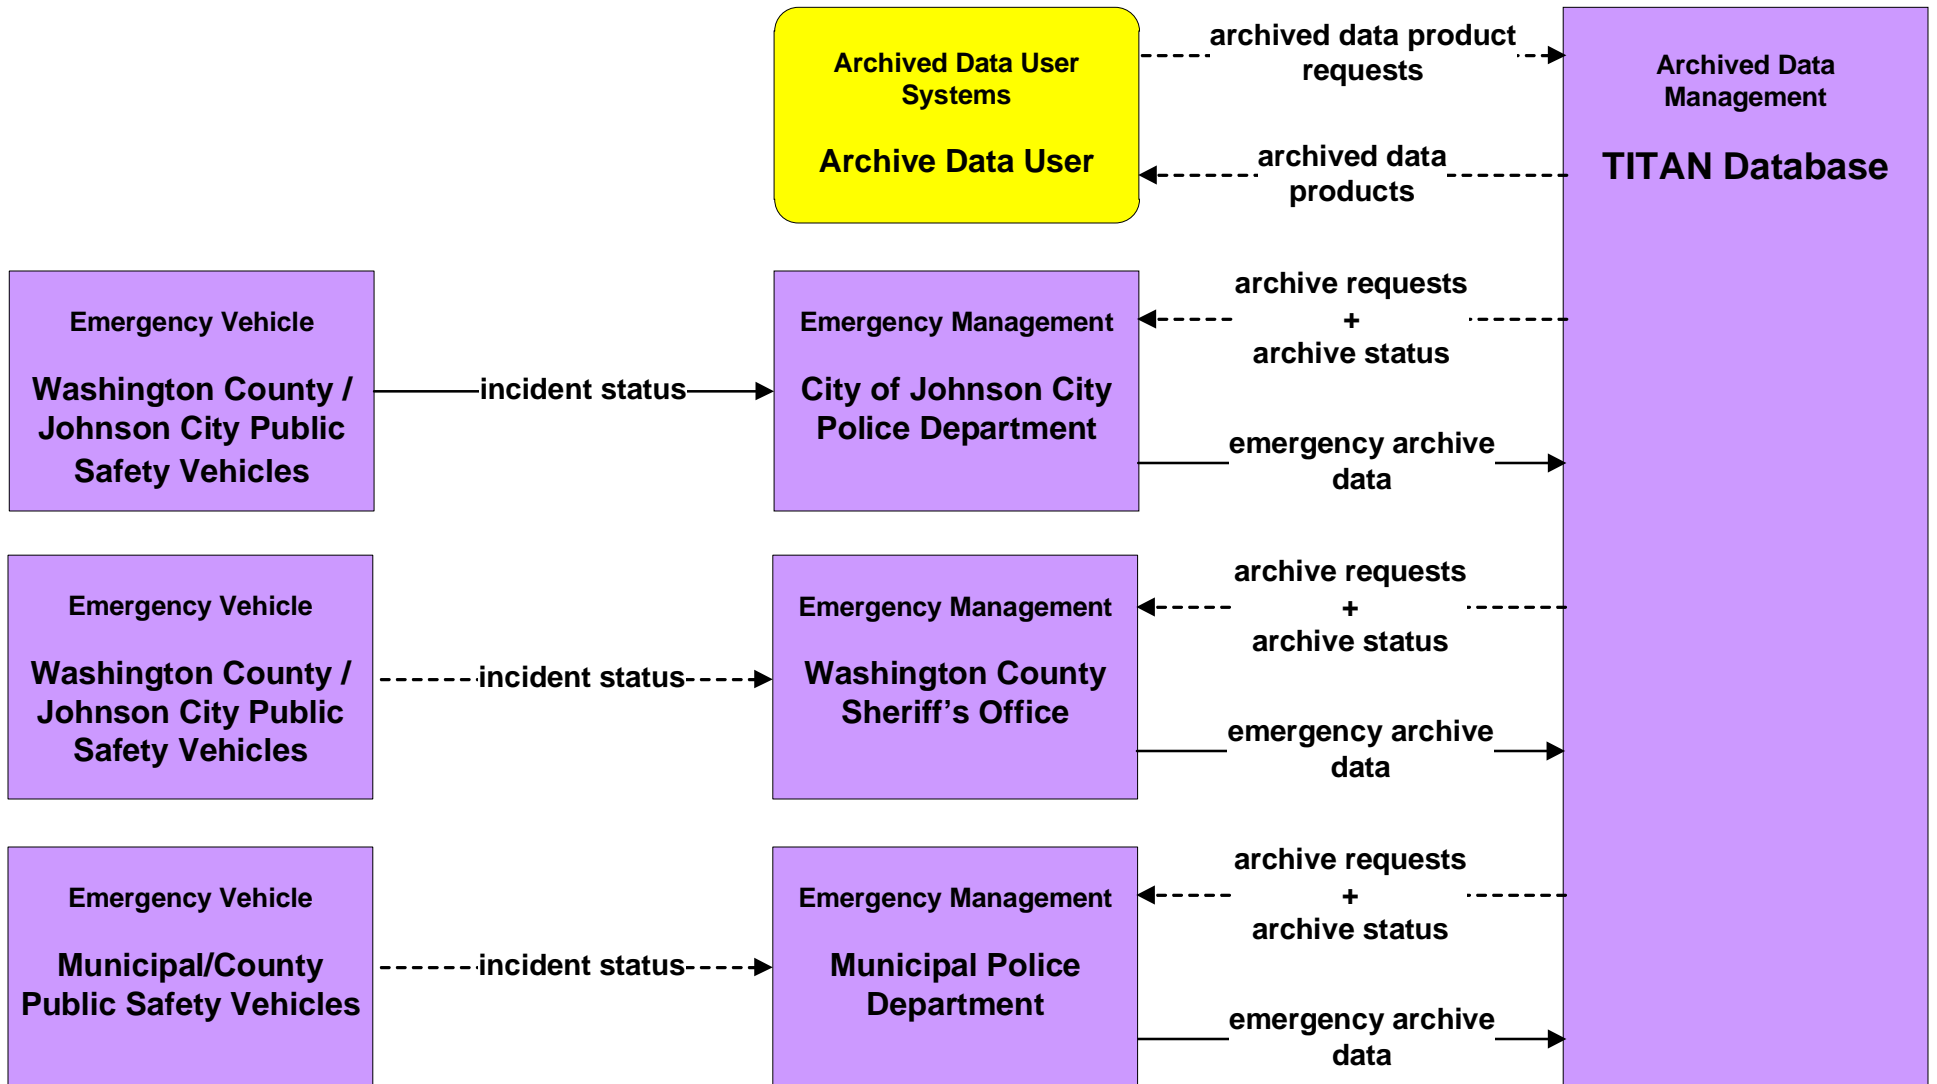 Archived Data User
Systems
Archive Data User
archived data product
requests
archived data
products
Archived Data
Management
TITAN Database
Emergency Vehicle
Washington County /
Johnson City Public
Safety Vehicles
incident status
Emergency Management
City of Johnson City
Police Department
archive requests
+
archive status
emergency archive
data
Emergency Vehicle
Washington County /
Johnson City Public
Safety Vehicles
incident status
Emergency Management
Washington County
Sheriff’s Office
archive requests
+
archive status
emergency archive
data
Emergency Vehicle
Municipal/County
Public Safety Vehicles
incident status
Emergency Management
Municipal Police
Department
archive requests
+
archive status
emergency archive
data